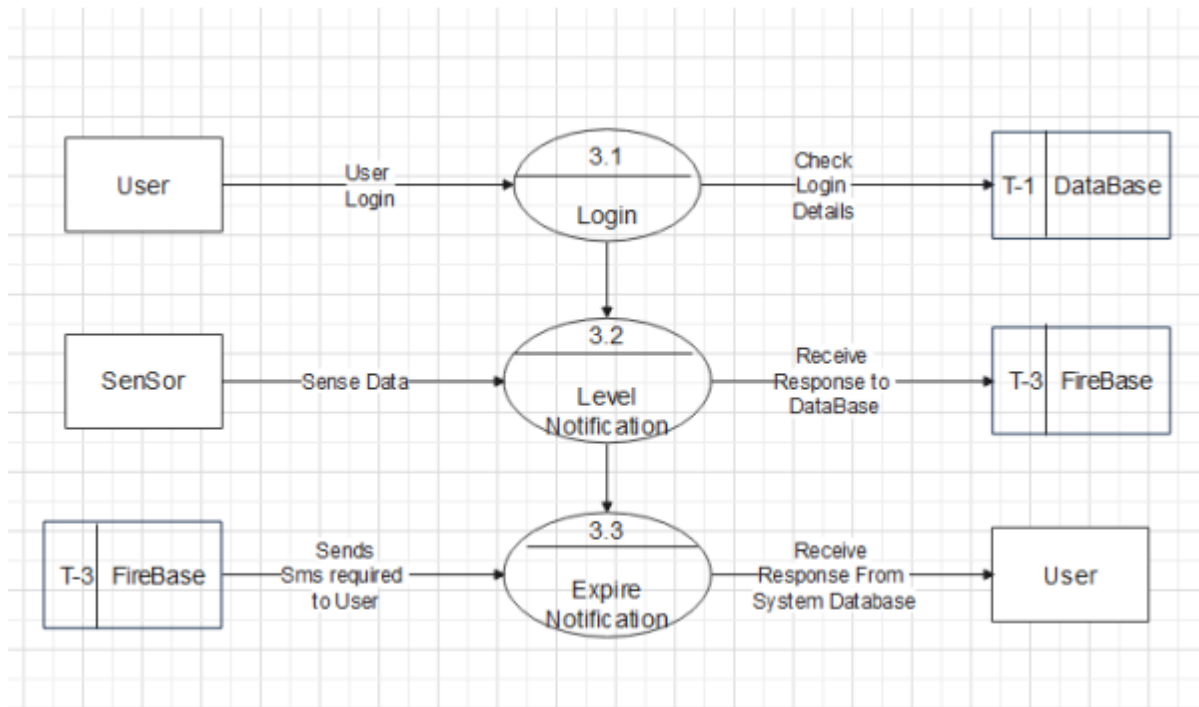 User
User
Login
3.1
Login
Check
Login
Details
T-1 DataBase
SenSor
Sense Data
3.2
Level
Notification
Receive
Response to
DataBase
T-3 FireBase
T-3 FireBase
Sends
Sms required
to User
3.3
Expire
Notification
Receive
Response From
System Database
User